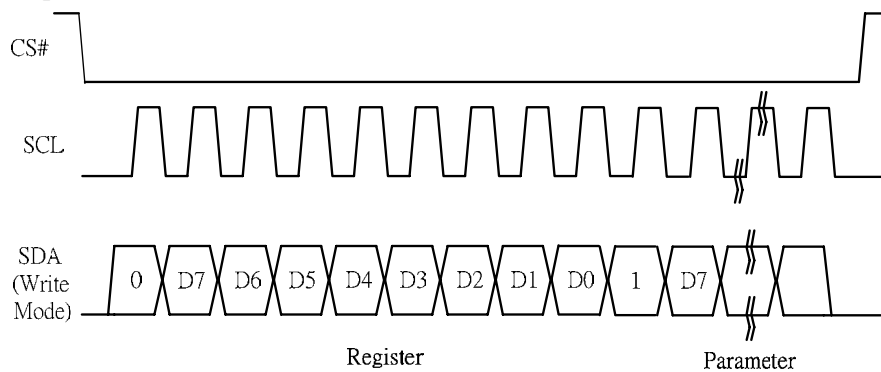 CS#
SCL
SDA
(Write
Mode)
0 D7 D6 D5 D4 D3 D2 D1 D0 1 D7
Register Parameter